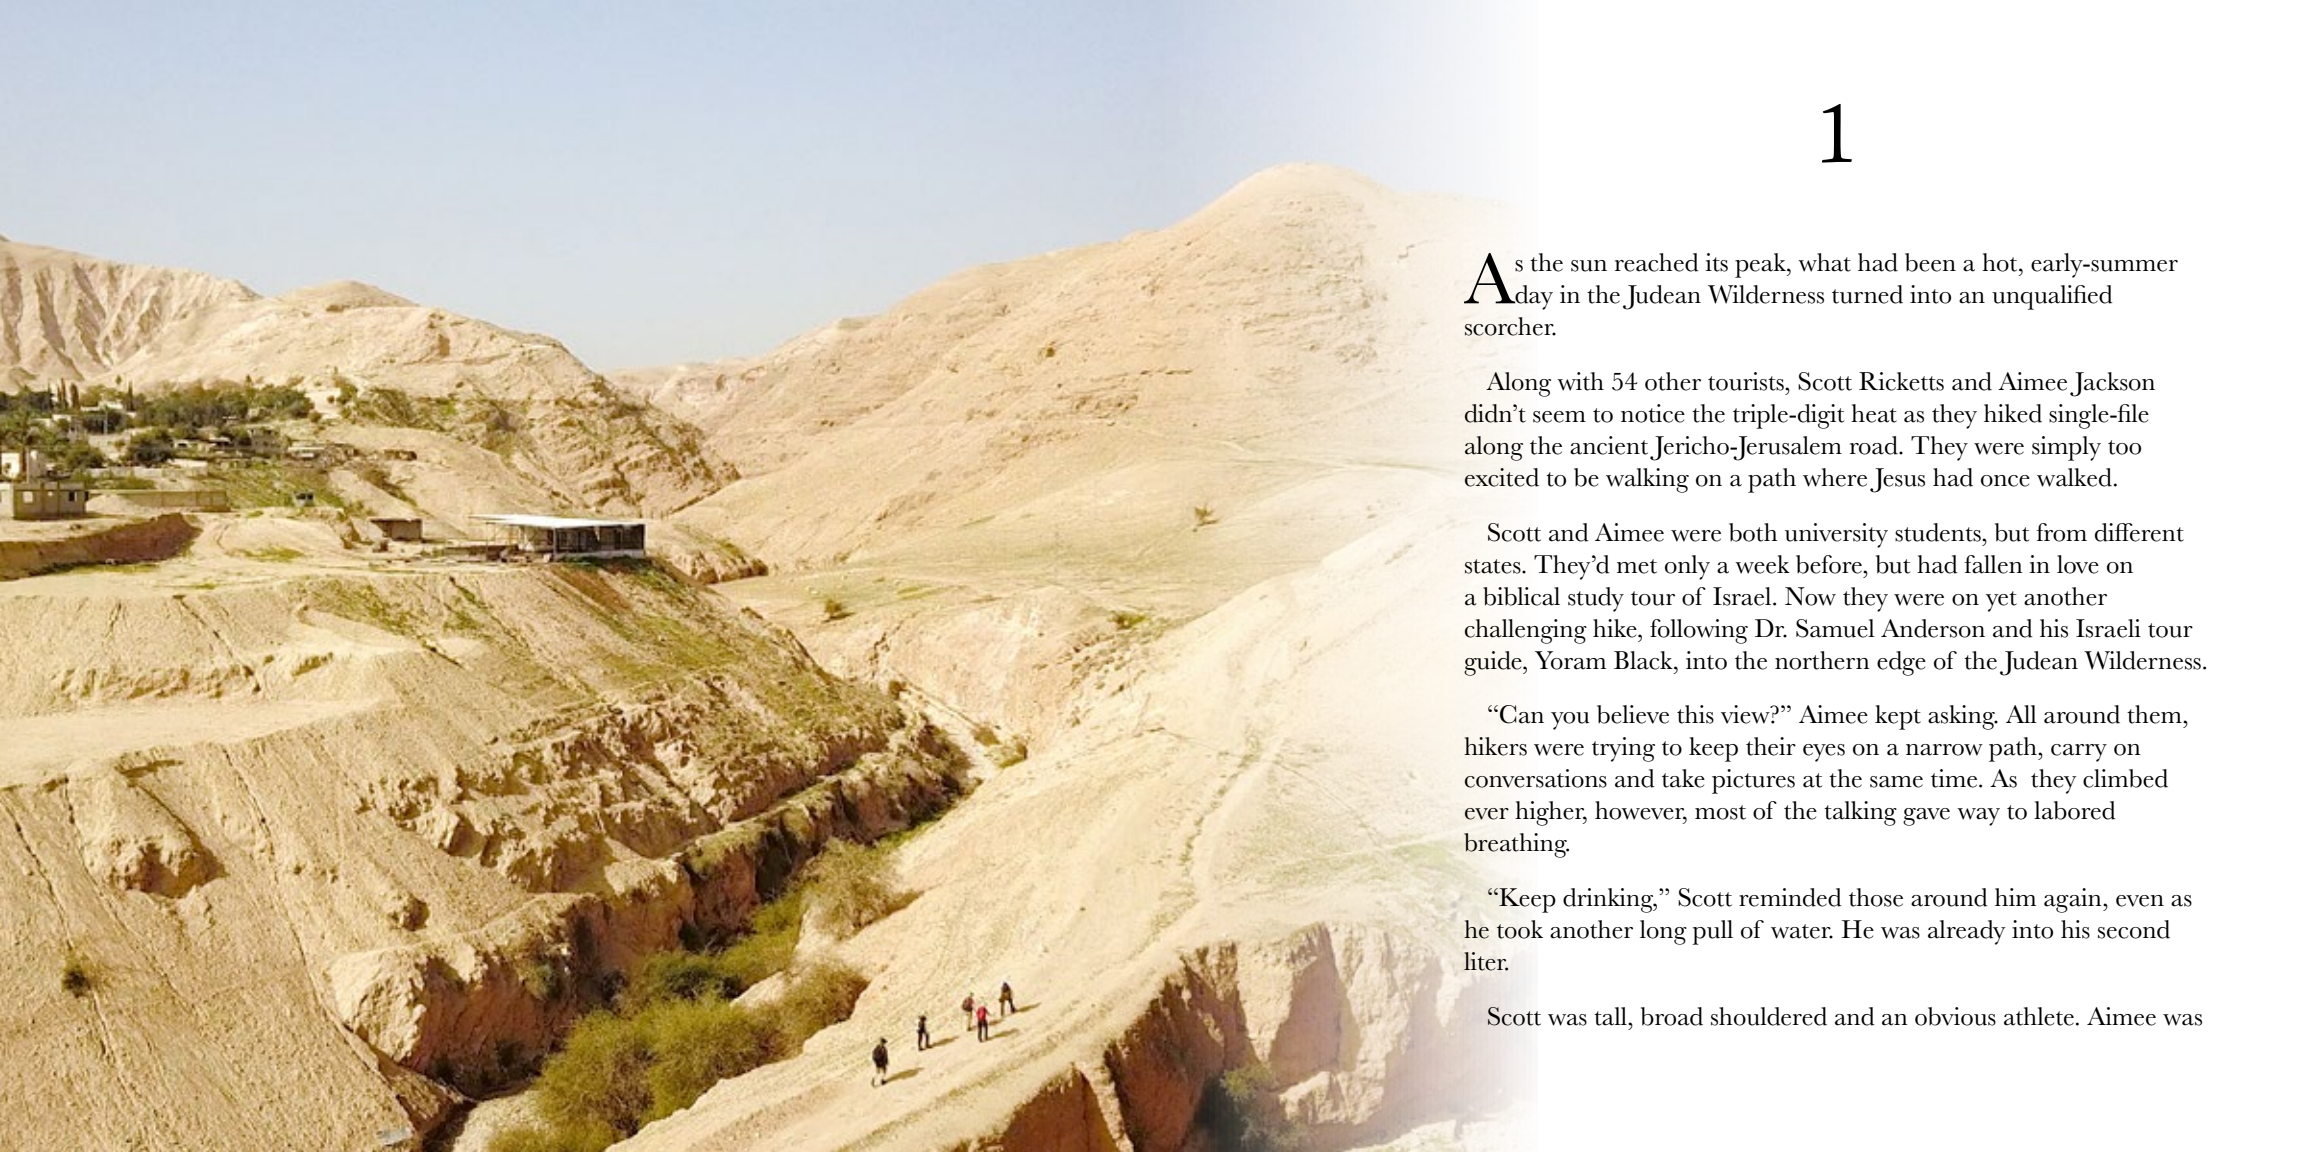 1
As the sun reached its peak, what had been a hot, early-summer
day in the Judean Wilderness turned into an unqualified
scorcher.
Along with 54 other tourists, Scott Ricketts and Aimee Jackson
didn’t seem to notice the triple-digit heat as they hiked single-file
along the ancient Jericho-Jerusalem road. They were simply too
excited to be walking on a path where Jesus had once walked.
Scott and Aimee were both university students, but from different
states. They’d met only a week before, but had fallen in love on
a biblical study tour of Israel. Now they were on yet another
challenging hike, following Dr. Samuel Anderson and his Israeli tour
guide, Yoram Black, into the northern edge of the Judean Wilderness.
“Can you believe this view?” Aimee kept asking. All around them,
hikers were trying to keep their eyes on a narrow path, carry on
conversations and take pictures at the same time. As they climbed
ever higher, however, most of the talking gave way to labored
breathing.
“Keep drinking,” Scott reminded those around him again, even as
he took another long pull of water. He was already into his second
liter.
Scott was tall, broad shouldered and an obvious athlete. Aimee was